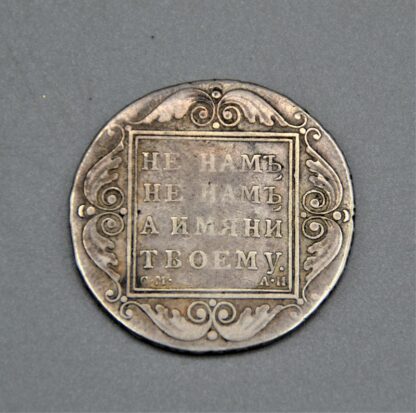 НЕ НАМЪ,
НЕ НАМЪ,
А ИМЯНИ
ТВОЕМУ.
С·М· А·И